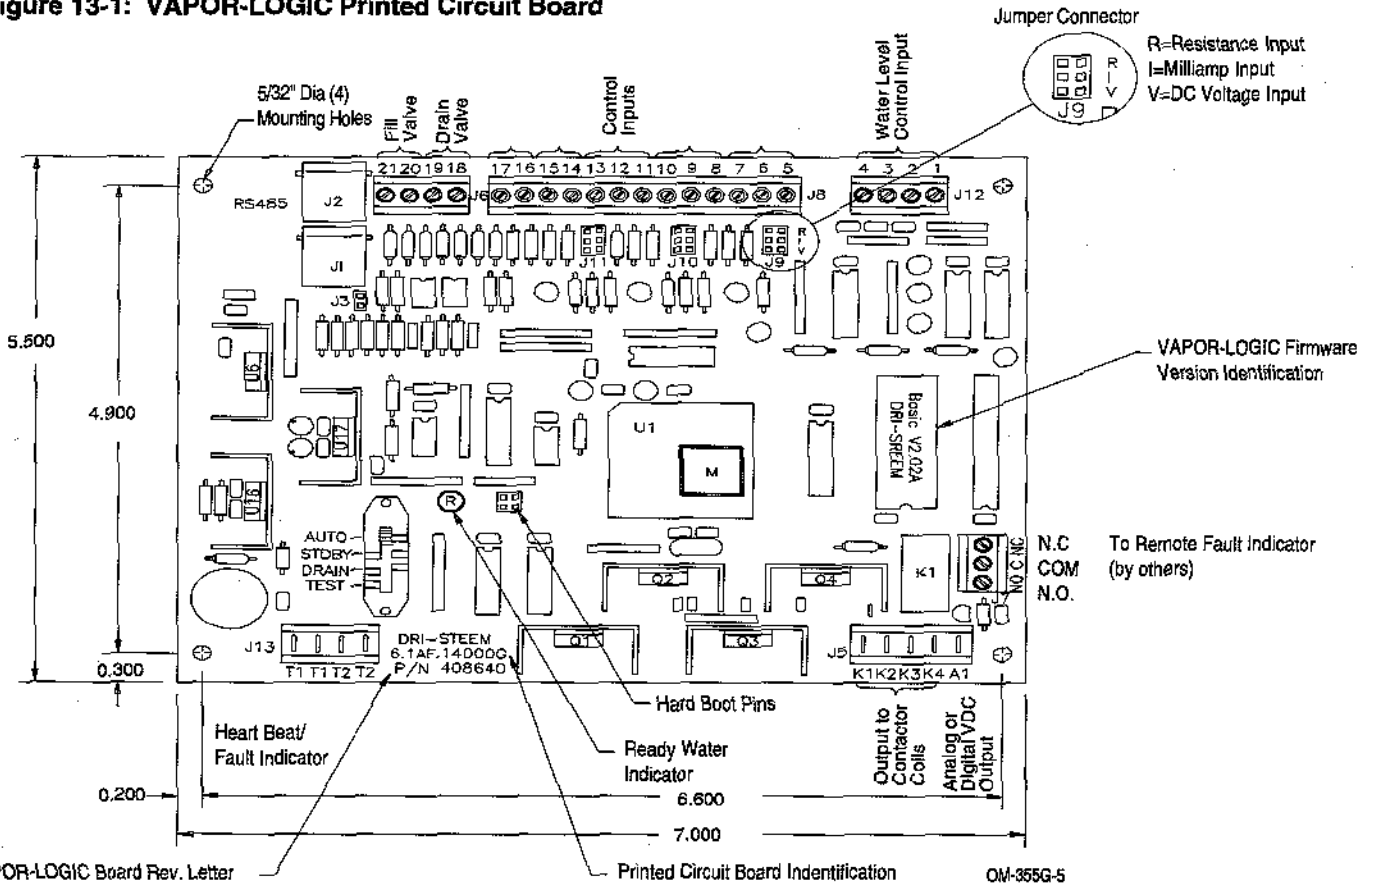 igure 13-1: VAPOR-LOGIC Printed Circuit Board
Jumper Connector
R=Resistance Input
I=Milliamp Input
V=DC Voltage Input
R
I
V
J9
5/32" Dia (4)
Mounting Holes
Fill
Valve
Drain
Valve
Control
Inputs
Water Level
Control Input
21 20 19 18
17 16 15 14 13 12 11 10 9 8 7 6 5
4 3 2 1
RS485
J2
J6
J8
J12
J1
J11
J10
J9
R
I
V
J3
5.500
4.900
VAPOR-LOGIC Firmware
Version Identification
U6
U17
U1
M
Basic V2.02A
DRI-SREEM
U16
R
AUTO
STDBY
DRAIN
TEST
Q2
Q4
K1
NO C NC
N.C
COM
N.O.
To Remote Fault Indicator
(by others)
J13
Q1
Q3
J5
DRI-STEEM
6.1AF.14000G
P/N 408640
T1 T1 T2 T2
K1 K2 K3 K4 A1
0.300
Hard Boot Pins
Heart Beat/
Fault Indicator
Ready Water
Indicator
Output to
Contactor
Coils
Analog or
Digital VDC
Output
0.200
6.600
7.000
POR-LOGIC Board Rev. Letter
Printed Circuit Board Indentification
OM-355G-5